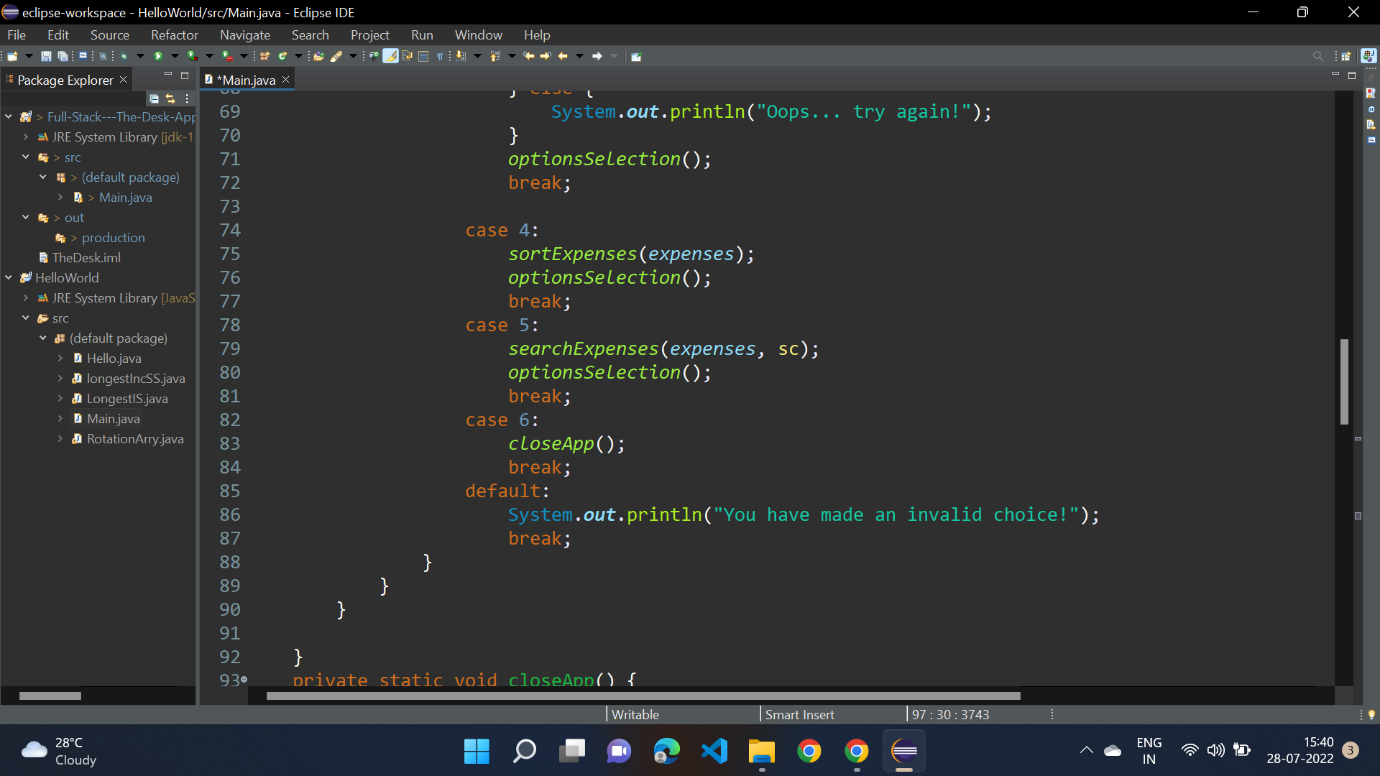 eclipse-workspace - HelloWorld/src/Main.java - Eclipse IDE
File Edit Source Refactor Navigate Search Project Run Window Help
Package Explorer
*Main.java
> Full-Stack---The-Desk-App
JRE System Library [jdk-1
> src
> (default package)
> Main.java
> out
> production
TheDesk.iml
HelloWorld
JRE System Library [JavaS
src
(default package)
Hello.java
longestIncSS.java
LongestIS.java
Main.java
RotationArry.java
68 } else {
69 System.out.println("Oops... try again!");
70 }
71 optionsSelection();
72 break;
73
74 case 4:
75 sortExpenses(expenses);
76 optionsSelection();
77 break;
78 case 5:
79 searchExpenses(expenses, sc);
80 optionsSelection();
81 break;
82 case 6:
83 closeApp();
84 break;
85 default:
86 System.out.println("You have made an invalid choice!");
87 break;
88 }
89 }
90 }
91
92 }
93 private static void closeApp() {
Writable Smart Insert 97 : 30 : 3743
28°C
Cloudy
ENG
IN
15:40
28-07-2022
3